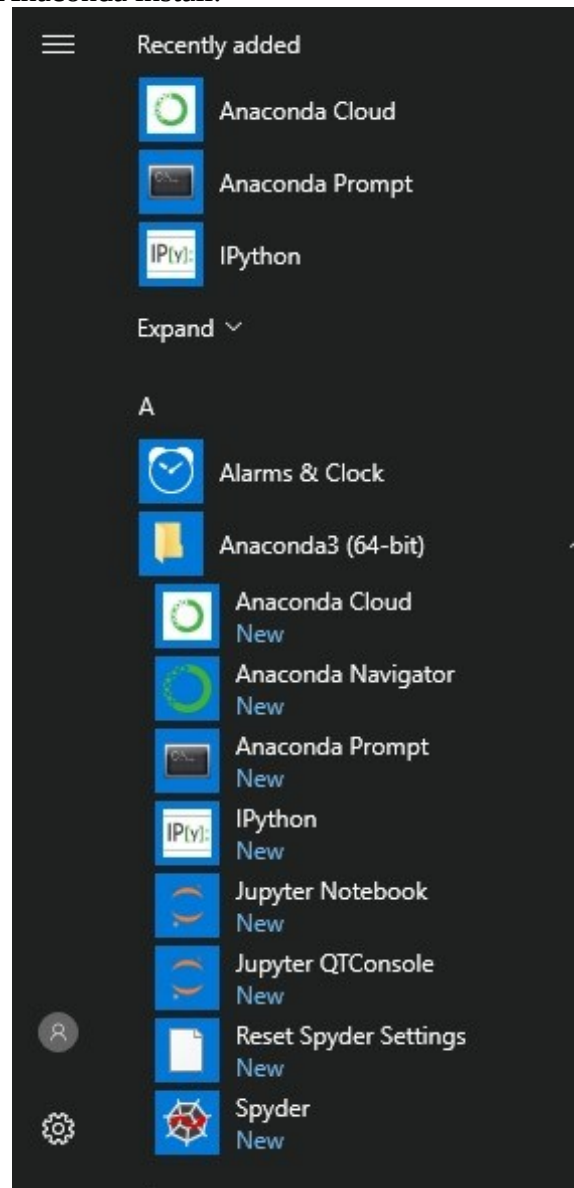 Anaconda install:
Recently added
Anaconda Cloud
Anaconda Prompt
IP[y]:
IPython
Expand
A
Alarms & Clock
Anaconda3 (64-bit)
Anaconda Cloud
New
Anaconda Navigator
New
Anaconda Prompt
New
IP[y]:
IPython
New
Jupyter Notebook
New
Jupyter QTConsole
New
Reset Spyder Settings
New
Spyder
New